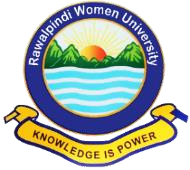 Rawalpindi Women University
KNOWLEDGE IS POWER